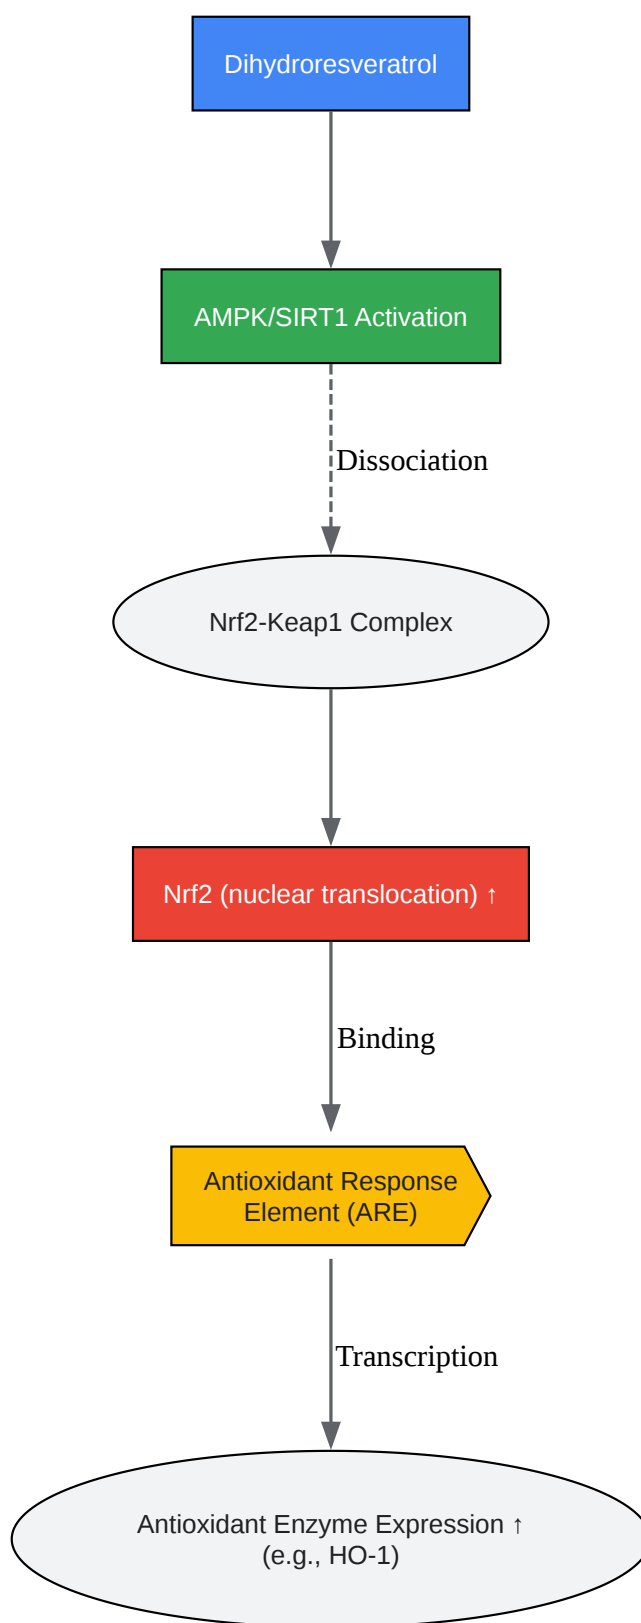 Dihydroresveratrol
AMPK/SIRT1 Activation
Dissociation
Nrf2-Keap1 Complex
Nrf2 (nuclear translocation) ↑
Binding
Antioxidant Response
Element (ARE)
Transcription
Antioxidant Enzyme Expression ↑
(e.g., HO-1)